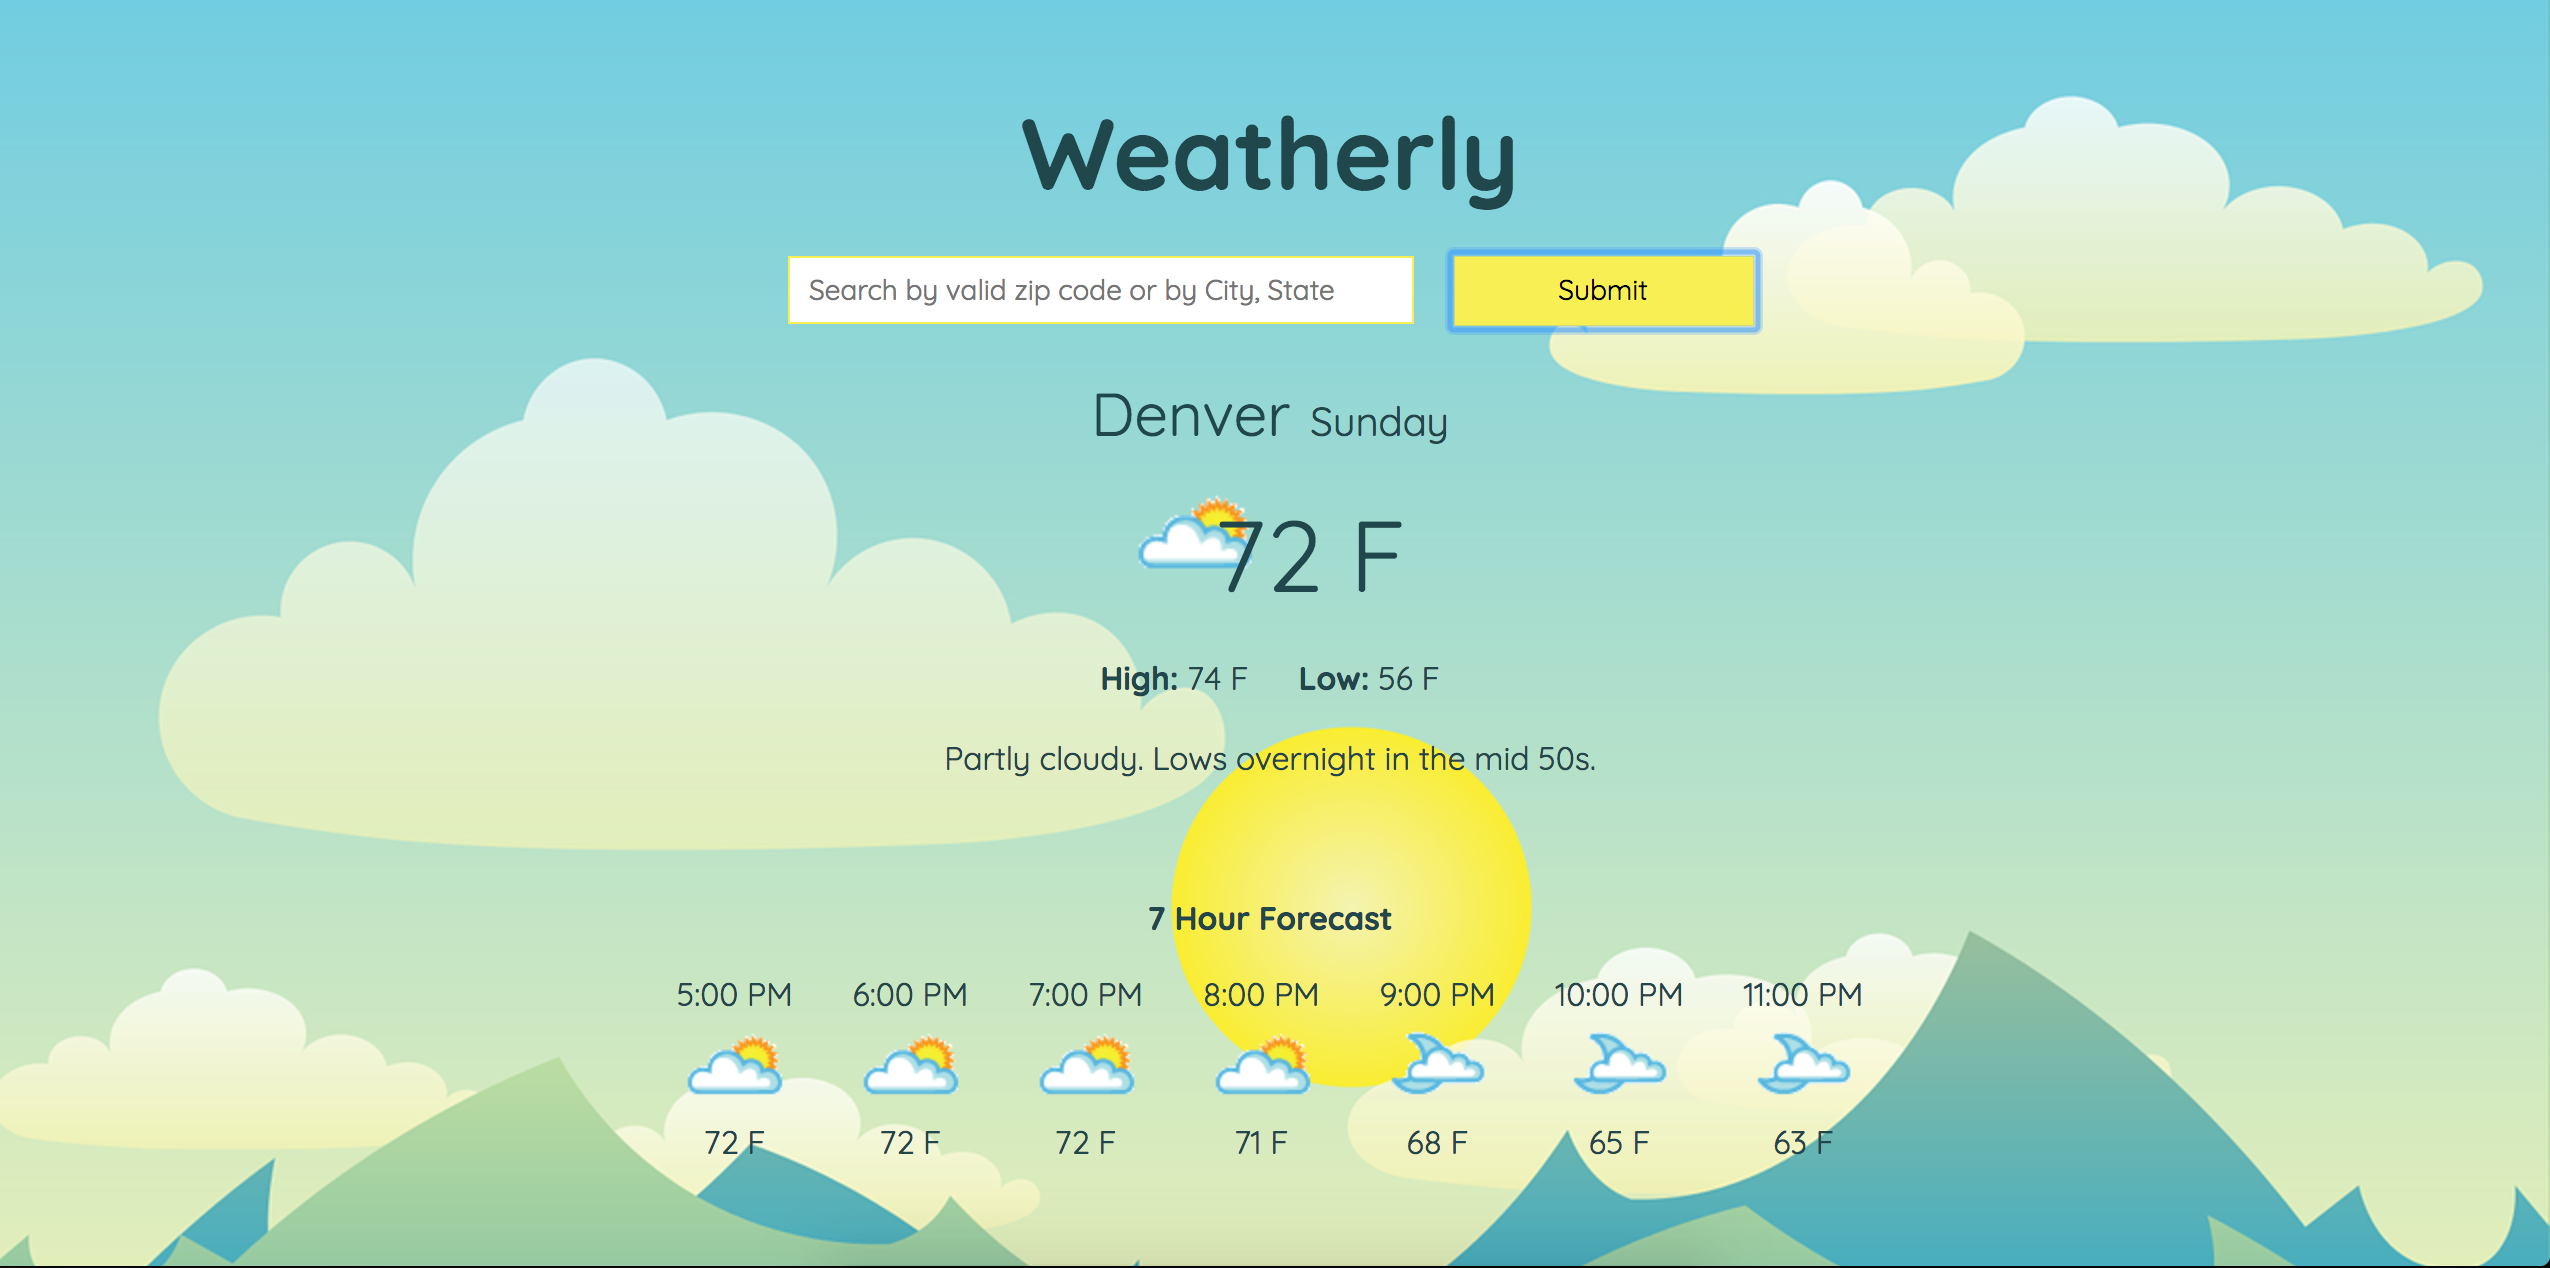 Weatherly
Search by valid zip code or by City, State
Submit
Denver Sunday
72 F
High: 74 F Low: 56 F
Partly cloudy. Lows overnight in the mid 50s.
7 Hour Forecast
5:00 PM 6:00 PM 7:00 PM 8:00 PM 9:00 PM 10:00 PM 11:00 PM
72 F 72 F 72 F 71 F 68 F 65 F 63 F